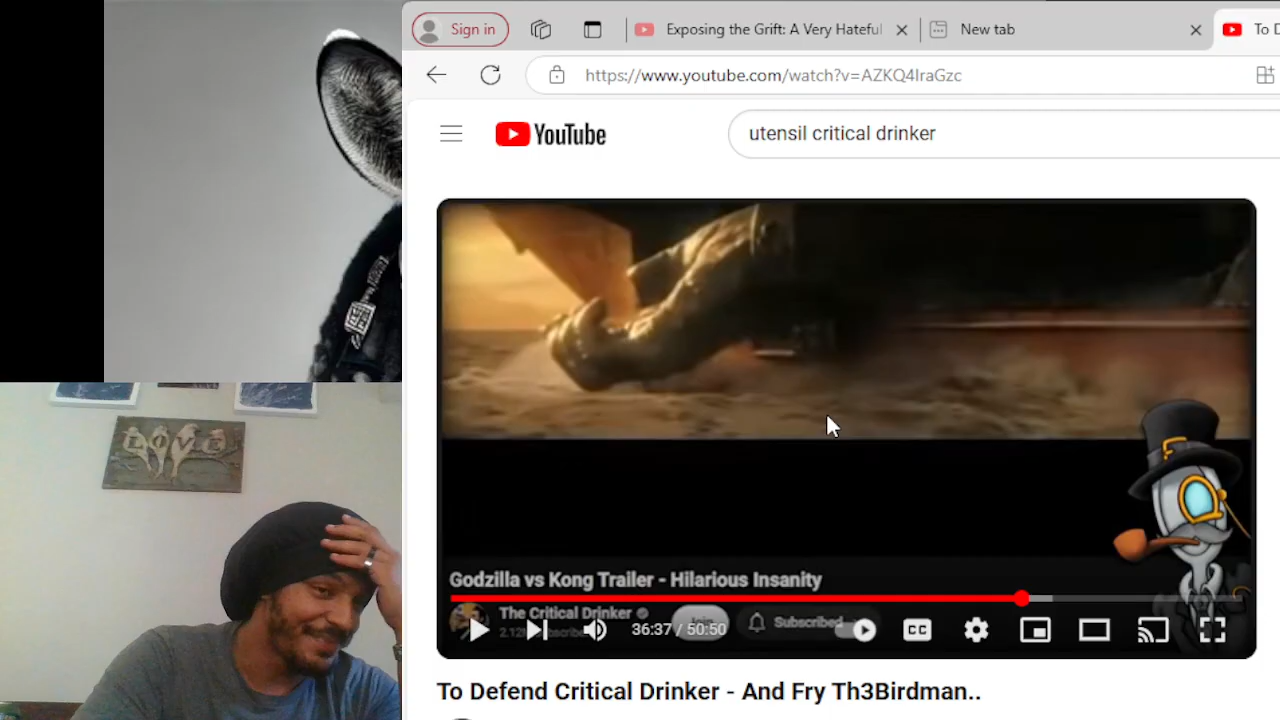 Sign in
Exposing the Grift: A Very Hateful
New tab
To D
https://www.youtube.com/watch?v=AZKQ4IraGzc
YouTube
utensil critical drinker
LOVE
Godzilla vs Kong Trailer - Hilarious Insanity
The Critical Drinker
Subscribed
36:37 / 50:50
CC
To Defend Critical Drinker - And Fry Th3Birdman..